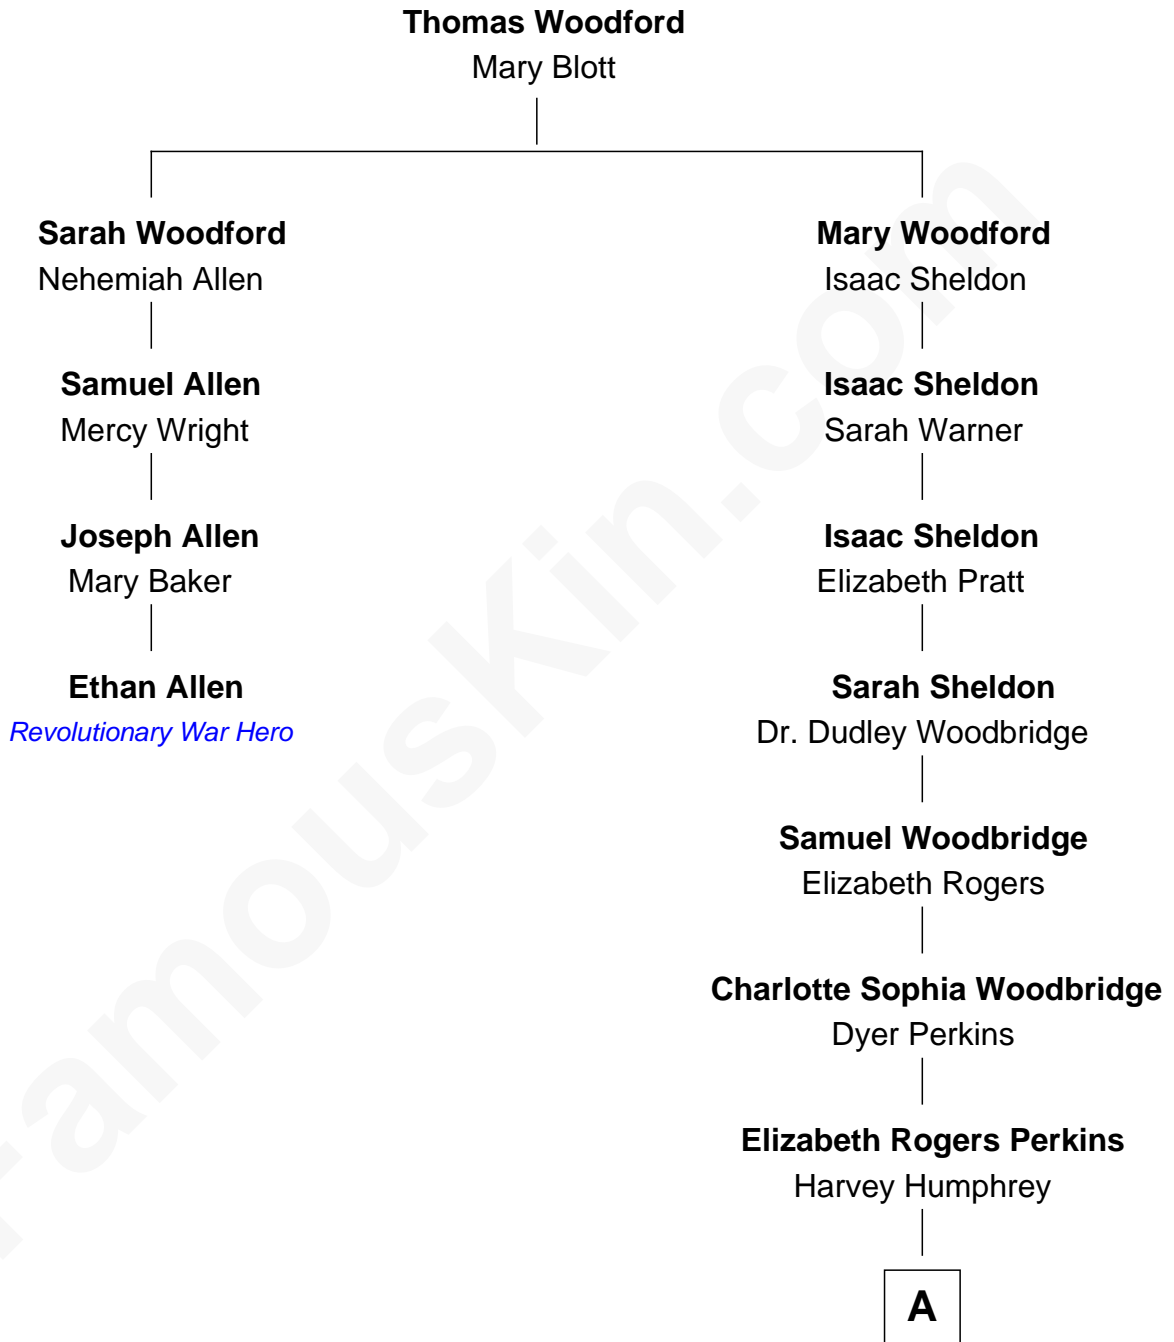 Thomas Woodford
Mary Blott
Sarah Woodford
Nehemiah Allen
Mary Woodford
Isaac Sheldon
Samuel Allen
Mercy Wright
Isaac Sheldon
Sarah Warner
Joseph Allen
Mary Baker
Isaac Sheldon
Elizabeth Pratt
Ethan Allen
Revolutionary War Hero
Sarah Sheldon
Dr. Dudley Woodbridge
Samuel Woodbridge
Elizabeth Rogers
Charlotte Sophia Woodbridge
Dyer Perkins
Elizabeth Rogers Perkins
Harvey Humphrey
A
FamousKin.com